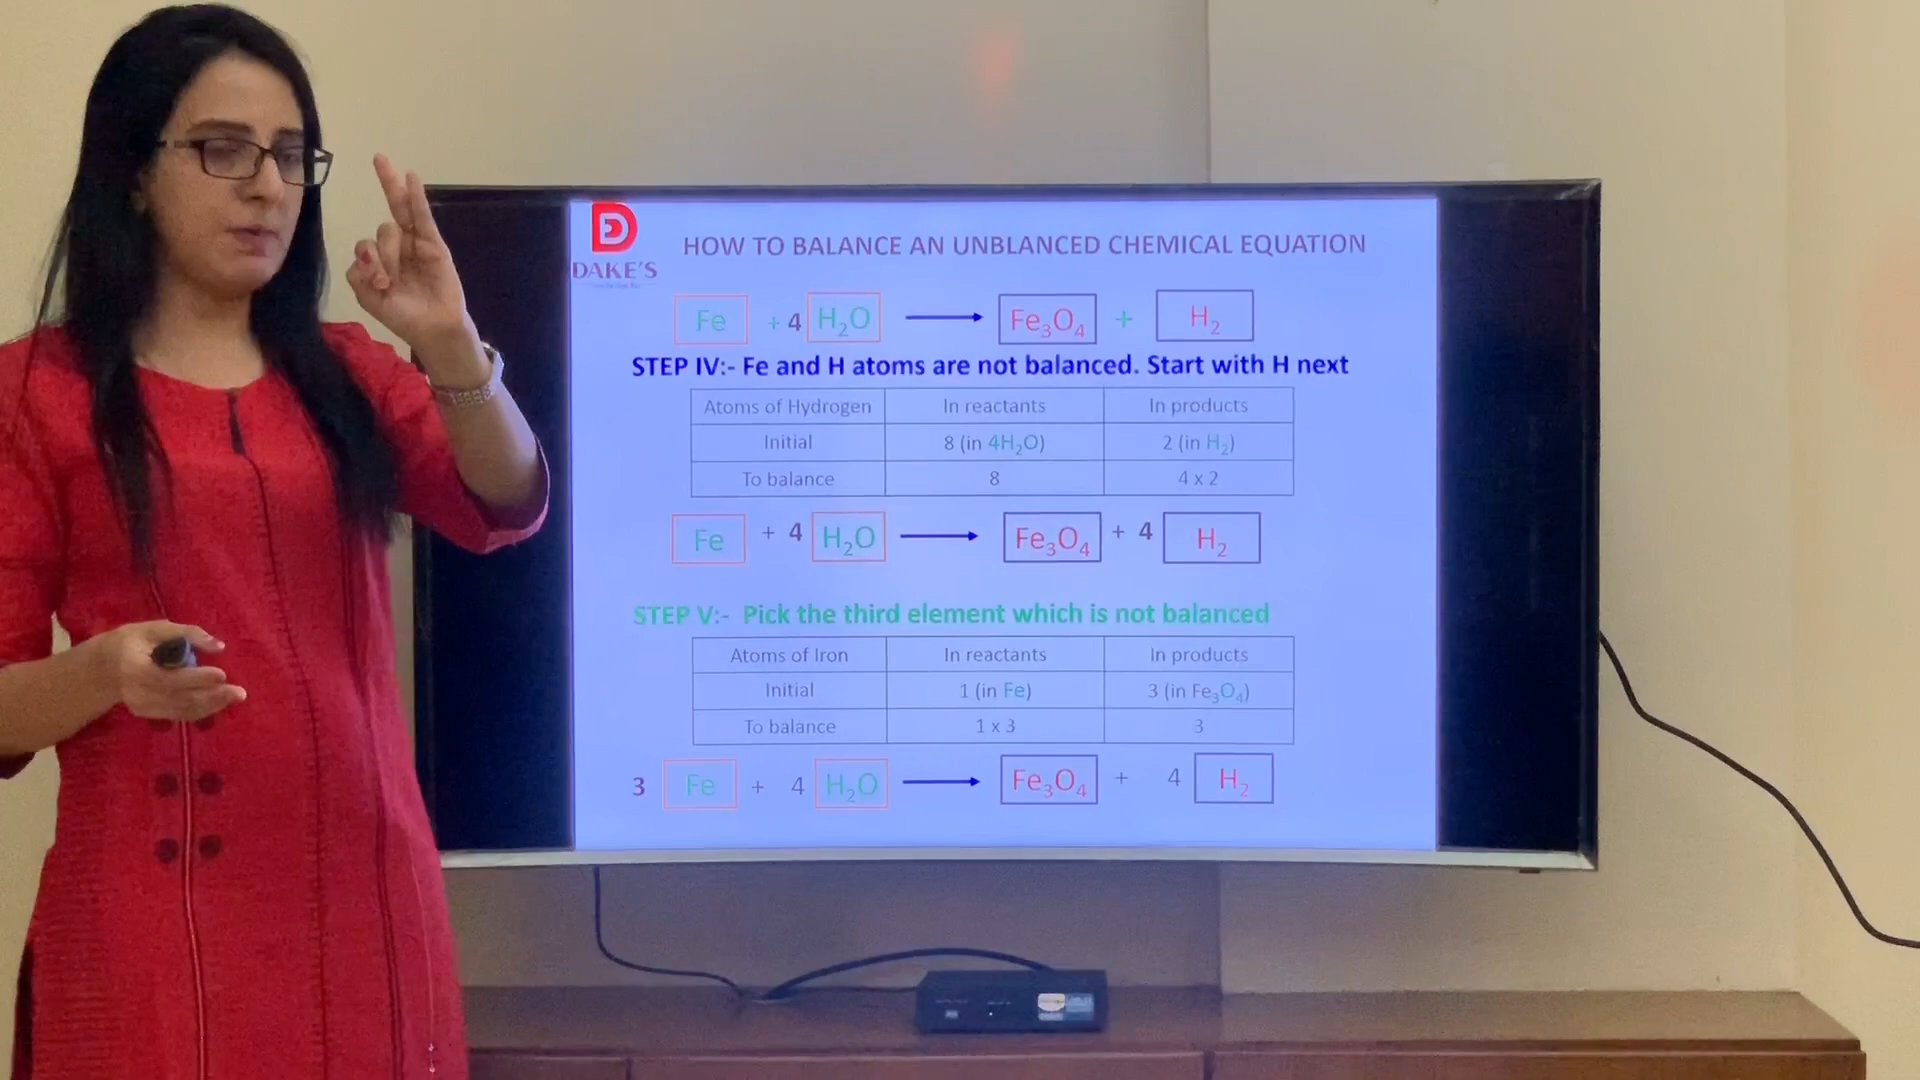 D
DAKE'S
HOW TO BALANCE AN UNBLANCED CHEMICAL EQUATION
Fe + 4 H₂O → Fe₃O₄ + H₂
STEP IV:- Fe and H atoms are not balanced. Start with H next
Atoms of Hydrogen In reactants In products
Initial 8 (in 4H₂O) 2 (in H₂)
To balance 8 4 x 2
Fe + 4 H₂O → Fe₃O₄ + 4 H₂
STEP V:- Pick the third element which is not balanced
Atoms of Iron In reactants In products
Initial 1 (in Fe) 3 (in Fe₃O₄)
To balance 1 x 3 3
3 Fe + 4 H₂O → Fe₃O₄ + 4 H₂